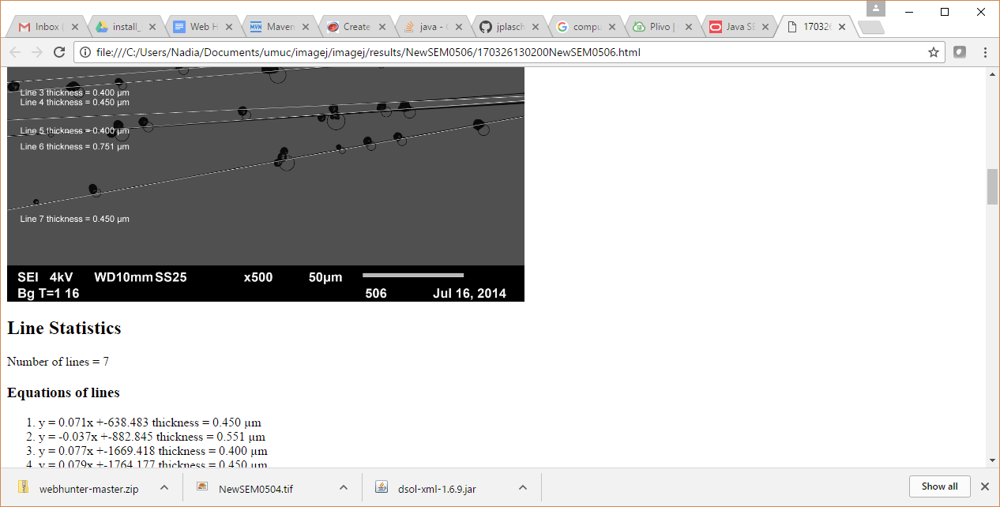 Inbox (
install_
Web H
MVN Maven
Create
java - 
jplasch
G compu
Plivo |
Java SE
17032
file:///C:/Users/Nadia/Documents/umuc/imagej/imagej/results/NewSEM0506/170326130200NewSEM0506.html
Line 3 thickness = 0.400 µm
Line 4 thickness = 0.450 µm
Line 5 thickness = 0.400 µm
Line 6 thickness = 0.751 µm
Line 7 thickness = 0.450 µm
SEI 4kV WD10mm SS25 x500 50µm
Bg T=1 16 506 Jul 16, 2014
Line Statistics
Number of lines = 7
Equations of lines
1. y = 0.071x +-638.483 thickness = 0.450 µm
2. y = -0.037x +-882.845 thickness = 0.551 µm
3. y = 0.077x +-1669.418 thickness = 0.400 µm
4. y = 0.079x +-1764.177 thickness = 0.450 µm
webhunter-master.zip
NewSEM0504.tif
dsol-xml-1.6.9.jar
Show all